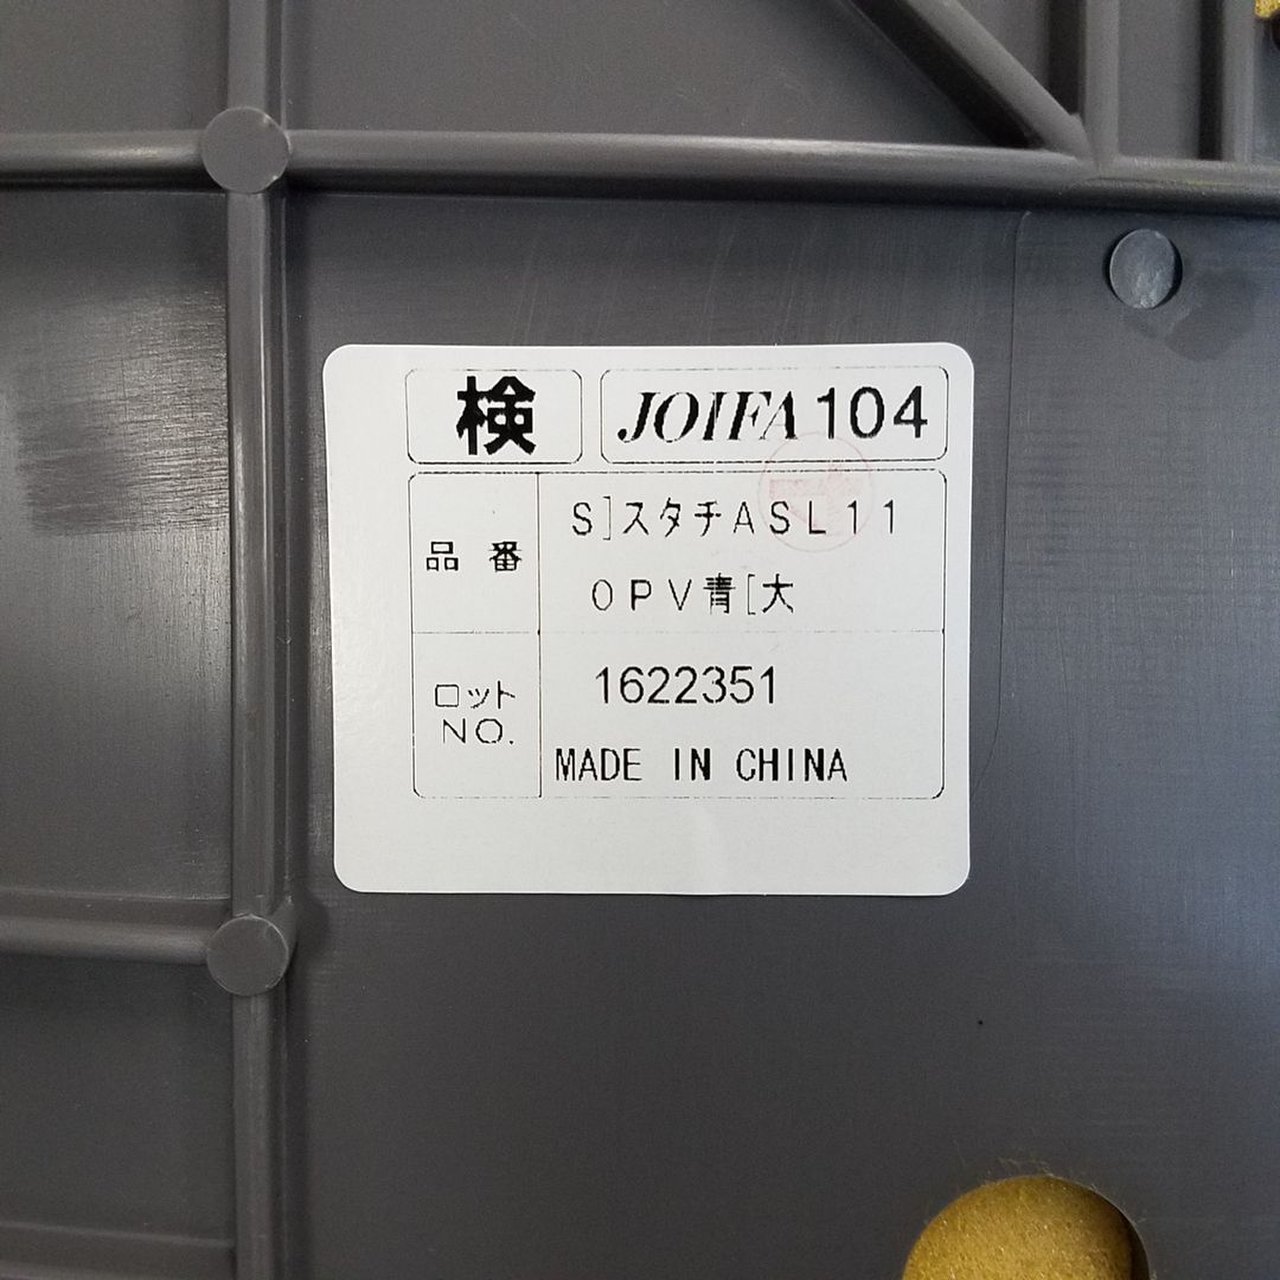 検 JOIFA 104
品番 S]スタチASL11
OPV青[大
ロット
NO. 1622351
MADE IN CHINA